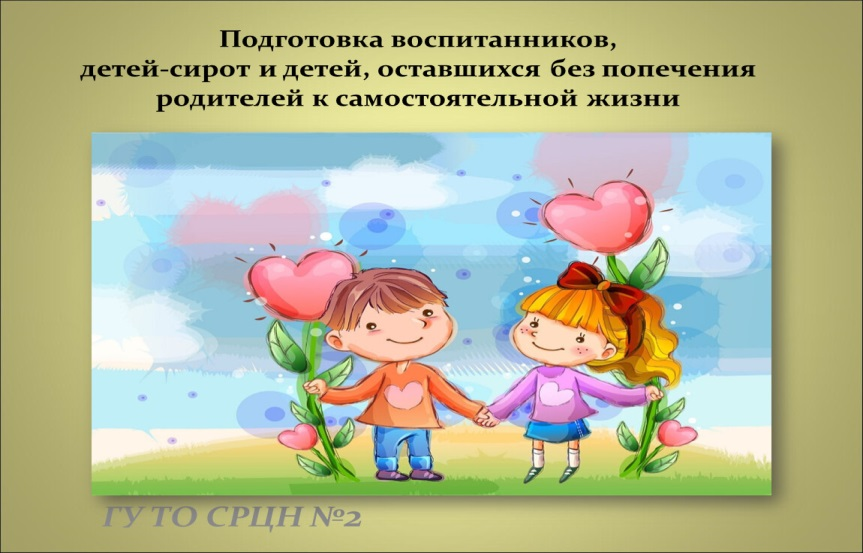 Подготовка воспитанников,
детей-сирот и детей, оставшихся без попечения
родителей к самостоятельной жизни
ГУ ТО СРЦН №2